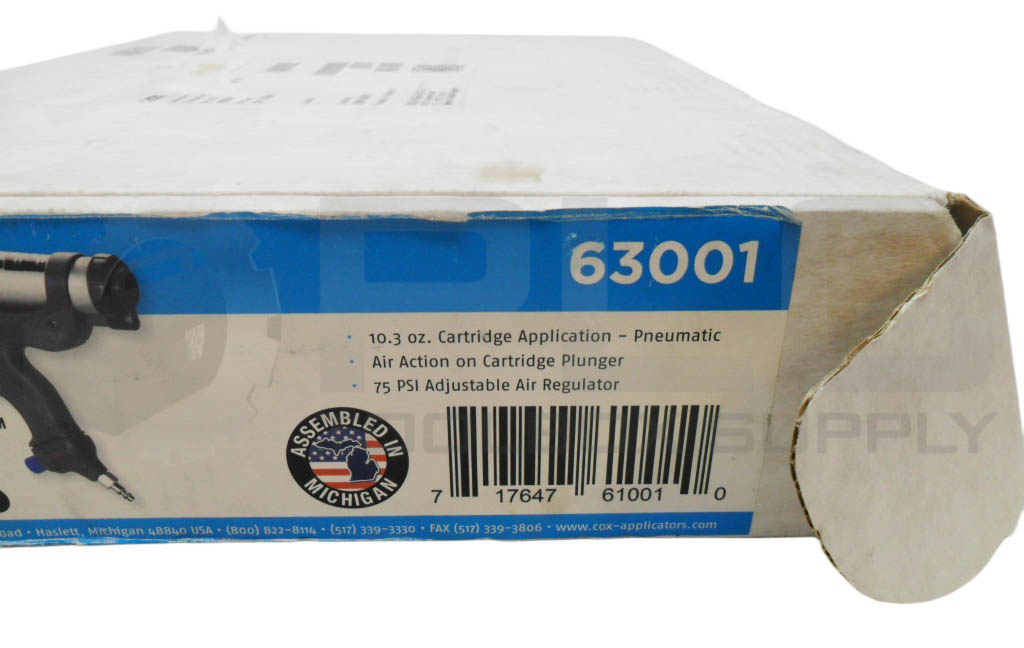 63001
· 10.3 oz. Cartridge Application – Pneumatic
· Air Action on Cartridge Plunger
· 75 PSI Adjustable Air Regulator
ASSEMBLED IN
MICHIGAN
7 17647 61001 0
oad • Haslett, Michigan 48840 USA • (800) 822-8114 • (517) 339-3330 • FAX (517) 339-3806 • www.cox-applicators.com
SUPPLY